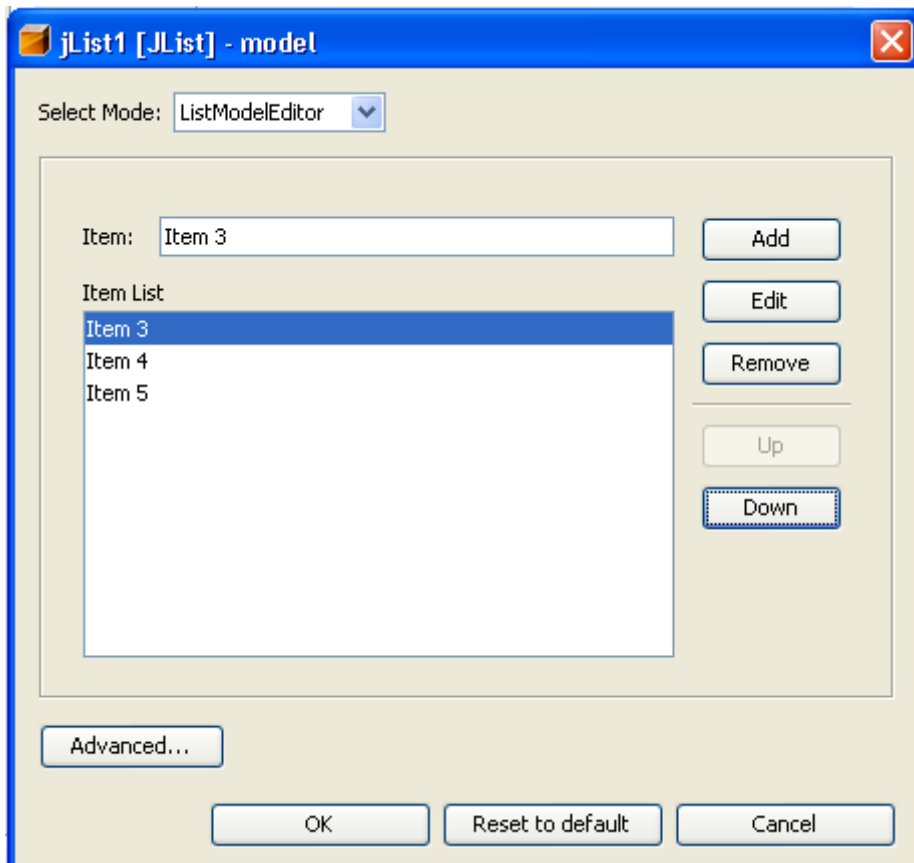 jList1 [JList] - model
Select Mode: ListModelEditor
Item: Item 3
Add
Item List
Edit
Item 3
Item 4
Item 5
Remove
Up
Down
Advanced...
OK
Reset to default
Cancel